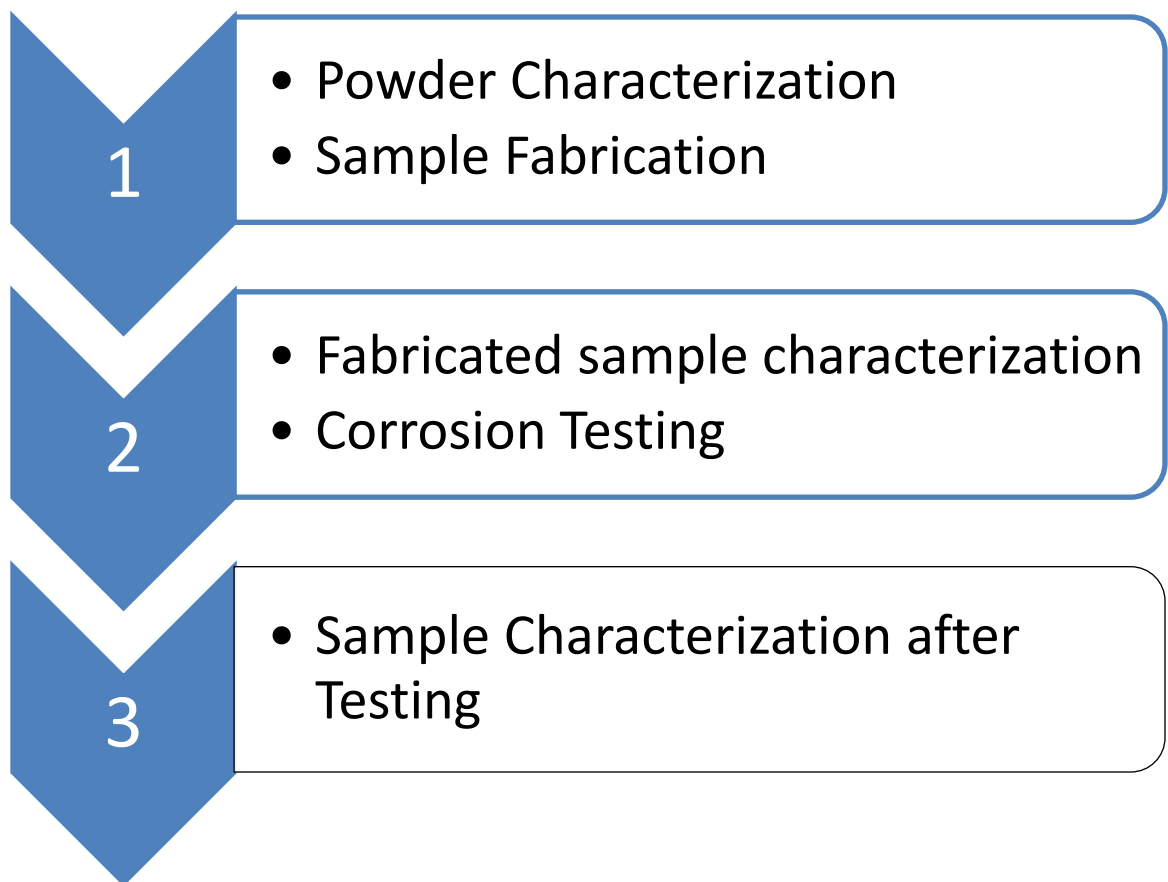 1
• Powder Characterization
• Sample Fabrication
2
• Fabricated sample characterization
• Corrosion Testing
3
• Sample Characterization after
Testing